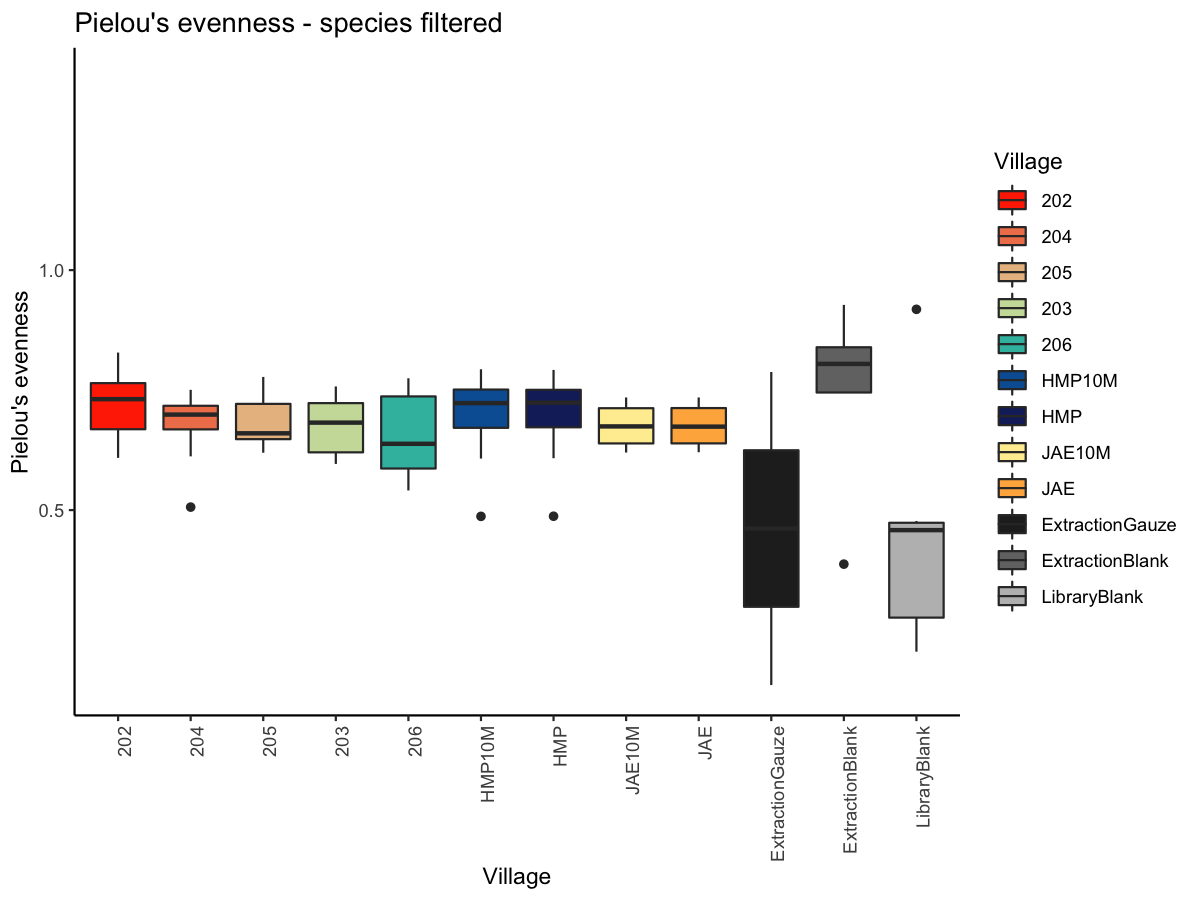 Pielou's evenness - species filtered
Pielou's evenness
1.0
0.5
202
204
205
203
206
HMP10M
HMP
JAE10M
JAE
ExtractionGauze
ExtractionBlank
LibraryBlank
Village
Village
202
204
205
203
206
HMP10M
HMP
JAE10M
JAE
ExtractionGauze
ExtractionBlank
LibraryBlank